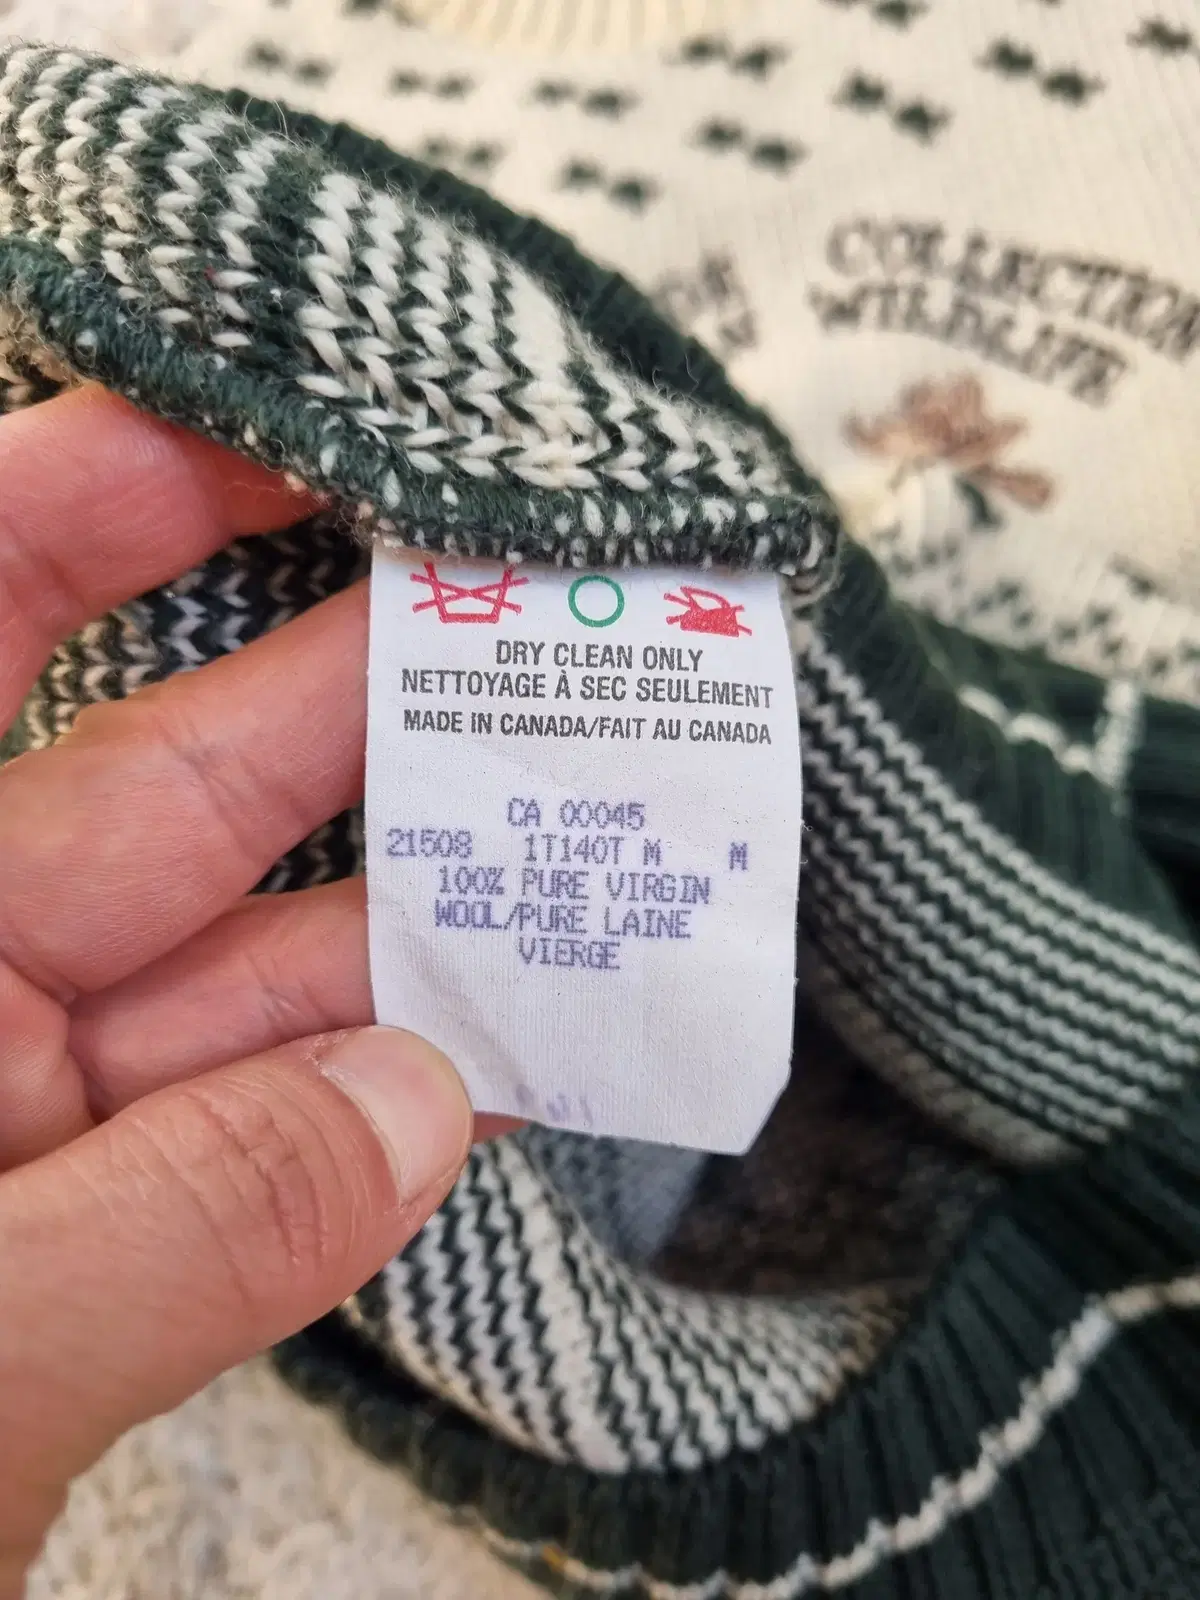 COLLECTION
WILDLIFE
DRY CLEAN ONLY
NETTOYAGE À SEC SEULEMENT
MADE IN CANADA/FAIT AU CANADA
CA 00045
21508 1T140T M M
100% PURE VIRGIN
WOOL/PURE LAINE
VIERGE